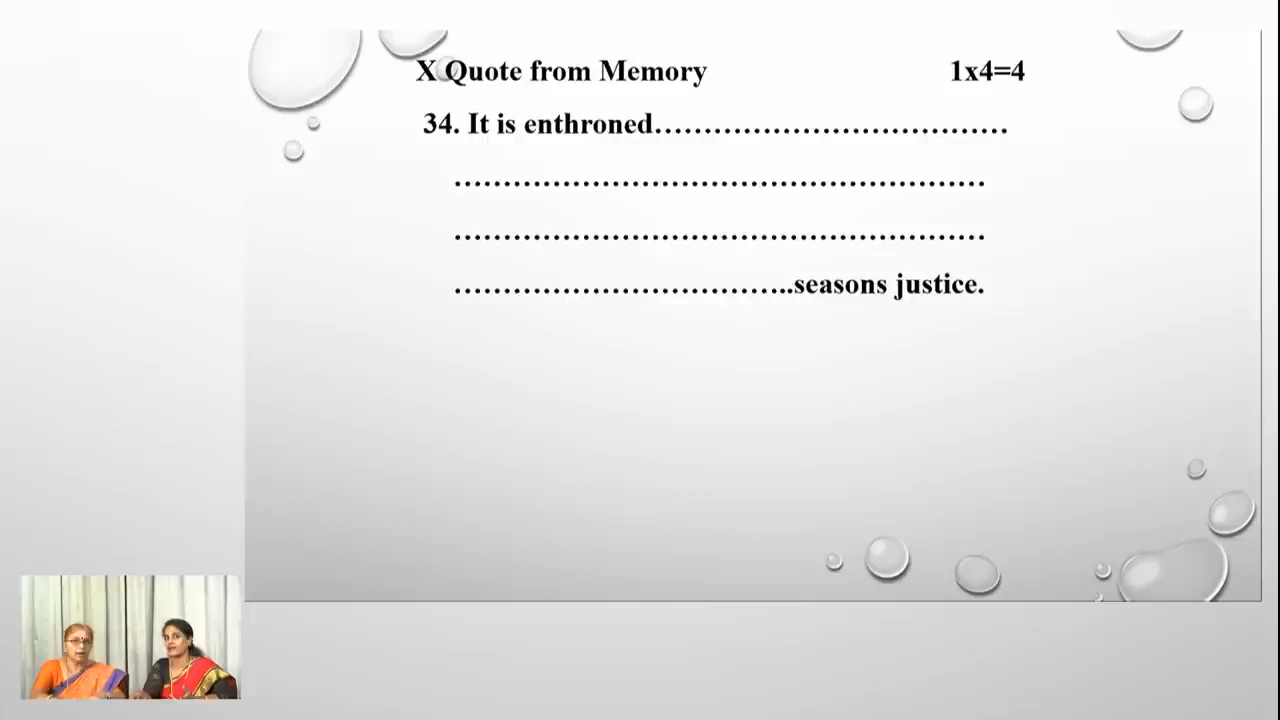 X Quote from Memory 1x4=4
34. It is enthroned....................................
......................................................
......................................................
..................................seasons justice.